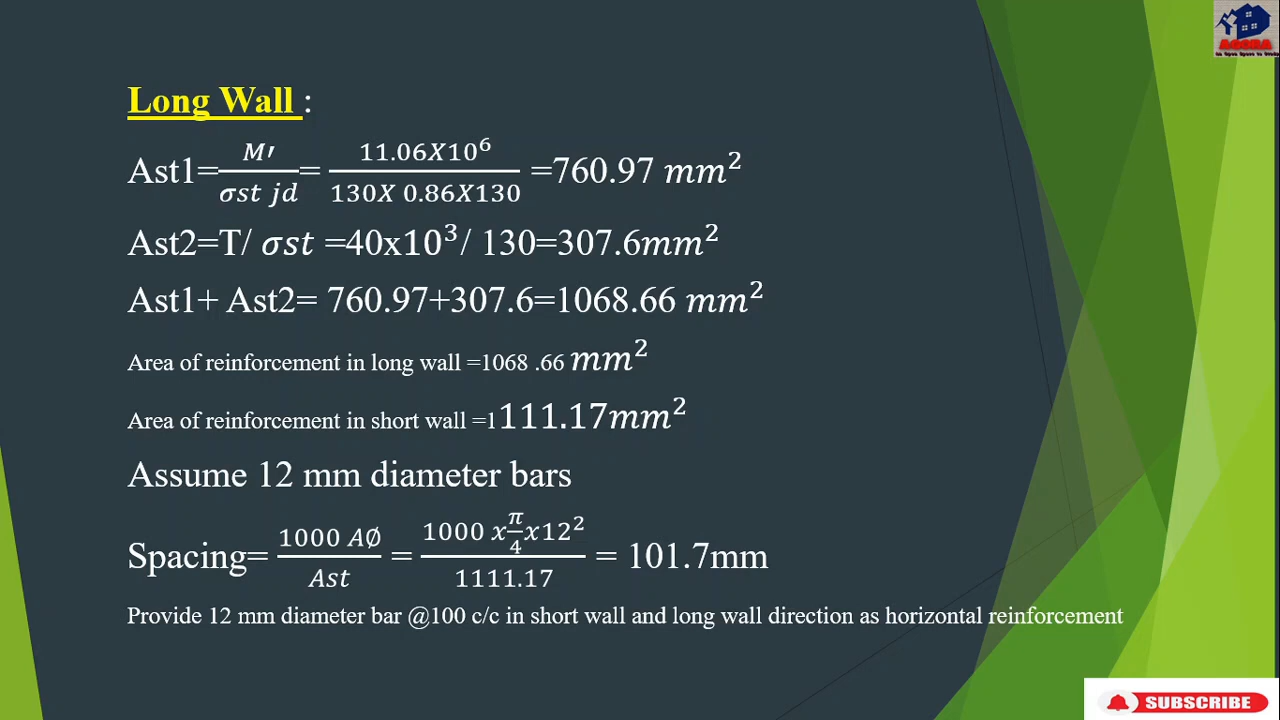 AGORA
Long Wall :
Ast1=M′/σst jd= 11.06X10⁶/130X 0.86X130 =760.97 mm²
Ast2=T/ σst =40x10³/ 130=307.6mm²
Ast1+ Ast2= 760.97+307.6=1068.66 mm²
Area of reinforcement in long wall =1068 .66 mm²
Area of reinforcement in short wall =1111.17mm²
Assume 12 mm diameter bars
Spacing= 1000 AØ/Ast = 1000 xπ/4x12²/1111.17 = 101.7mm
Provide 12 mm diameter bar @100 c/c in short wall and long wall direction as horizontal reinforcement
SUBSCRIBE